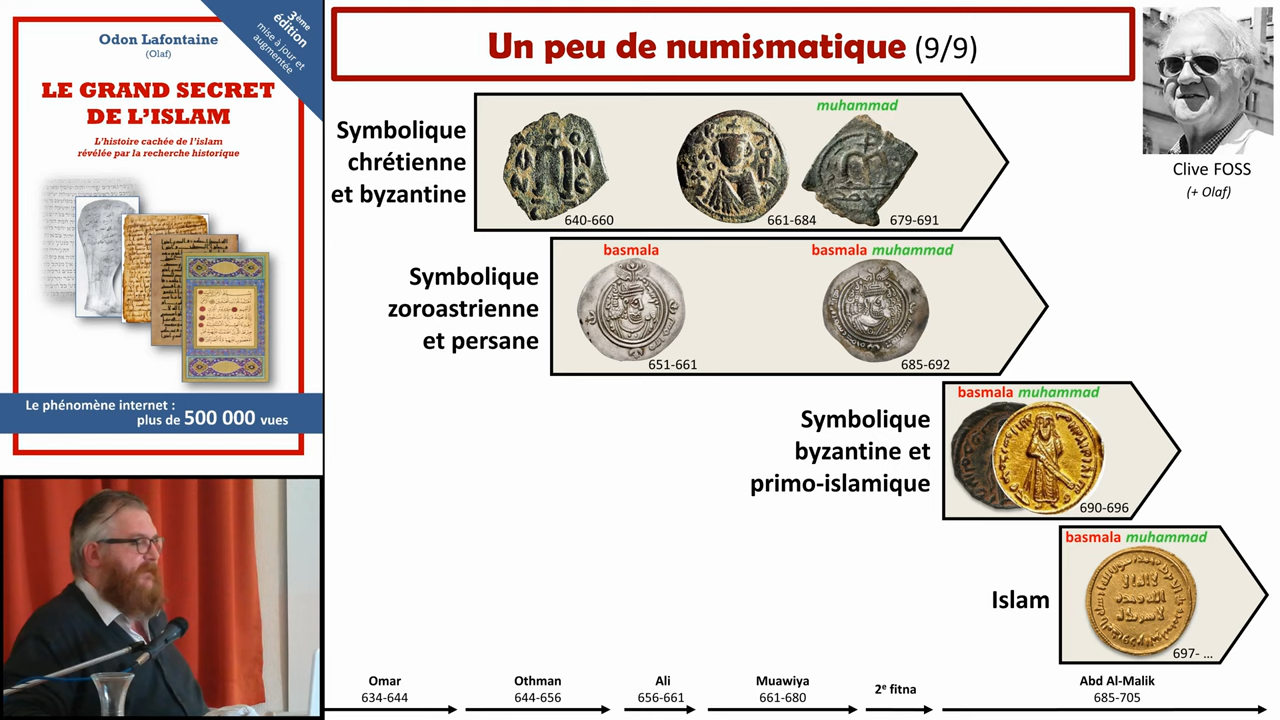 Odon Lafontaine
(Olaf)
3ème
édition
mise à jour et
augmentée
LE GRAND SECRET
DE L'ISLAM
L'histoire cachée de l'islam
révélée par la recherche historique
Le phénomène internet :
plus de 500 000 vues
Un peu de numismatique (9/9)
Clive FOSS
(+ Olaf)
Symbolique
chrétienne
et byzantine
muhammad
640-660
661-684
679-691
Symbolique
zoroastrienne
et persane
basmala
basmala muhammad
651-661
685-692
Symbolique
byzantine et
primo-islamique
basmala muhammad
690-696
Islam
basmala muhammad
697- ...
Omar
634-644
Othman
644-656
Ali
656-661
Muawiya
661-680
2e fitna
Abd Al-Malik
685-705